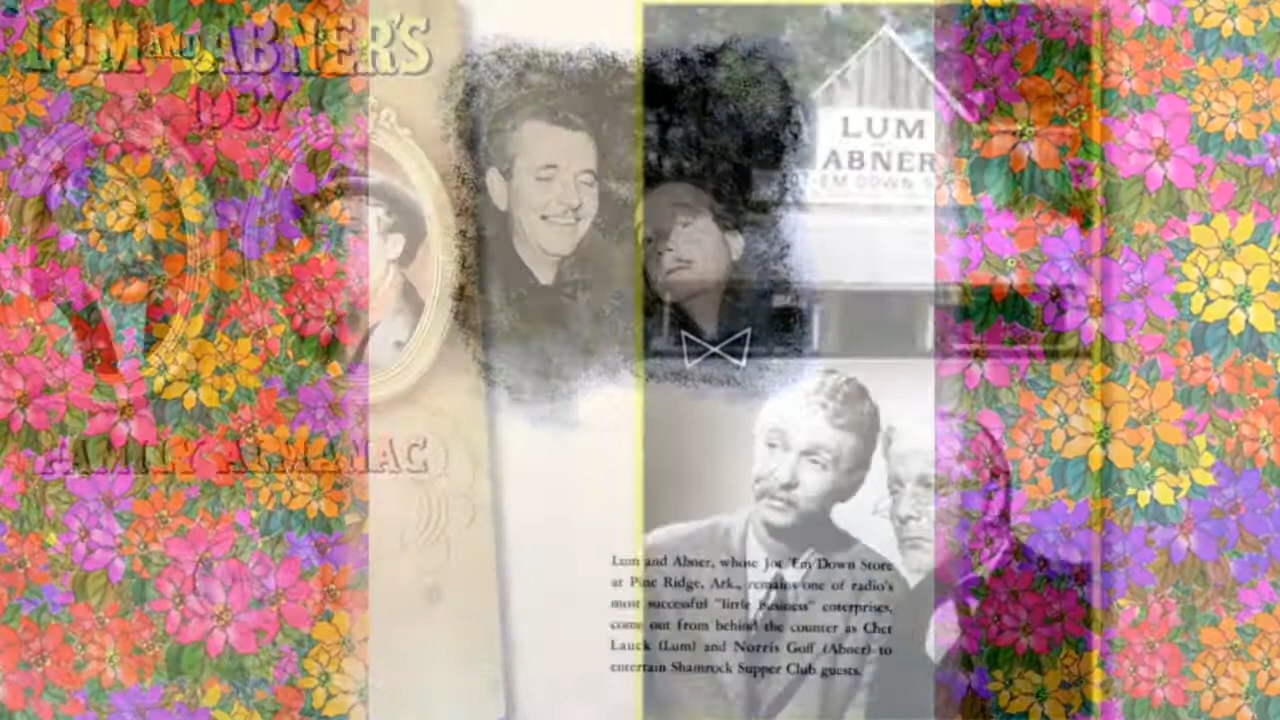 LUM AND ABNER'S
1937
FAMILY ALMANAC
LUM
ABNER
'EM DOWN S
Lum and Abner, whose Jot 'Em Down Store
at Pine Ridge, Ark., remains one of radio's
most successful "little business" enterprises,
come out from behind the counter as Chet
Lauck (Lum) and Norris Goff (Abner) to
entertain Shamrock Supper Club guests.